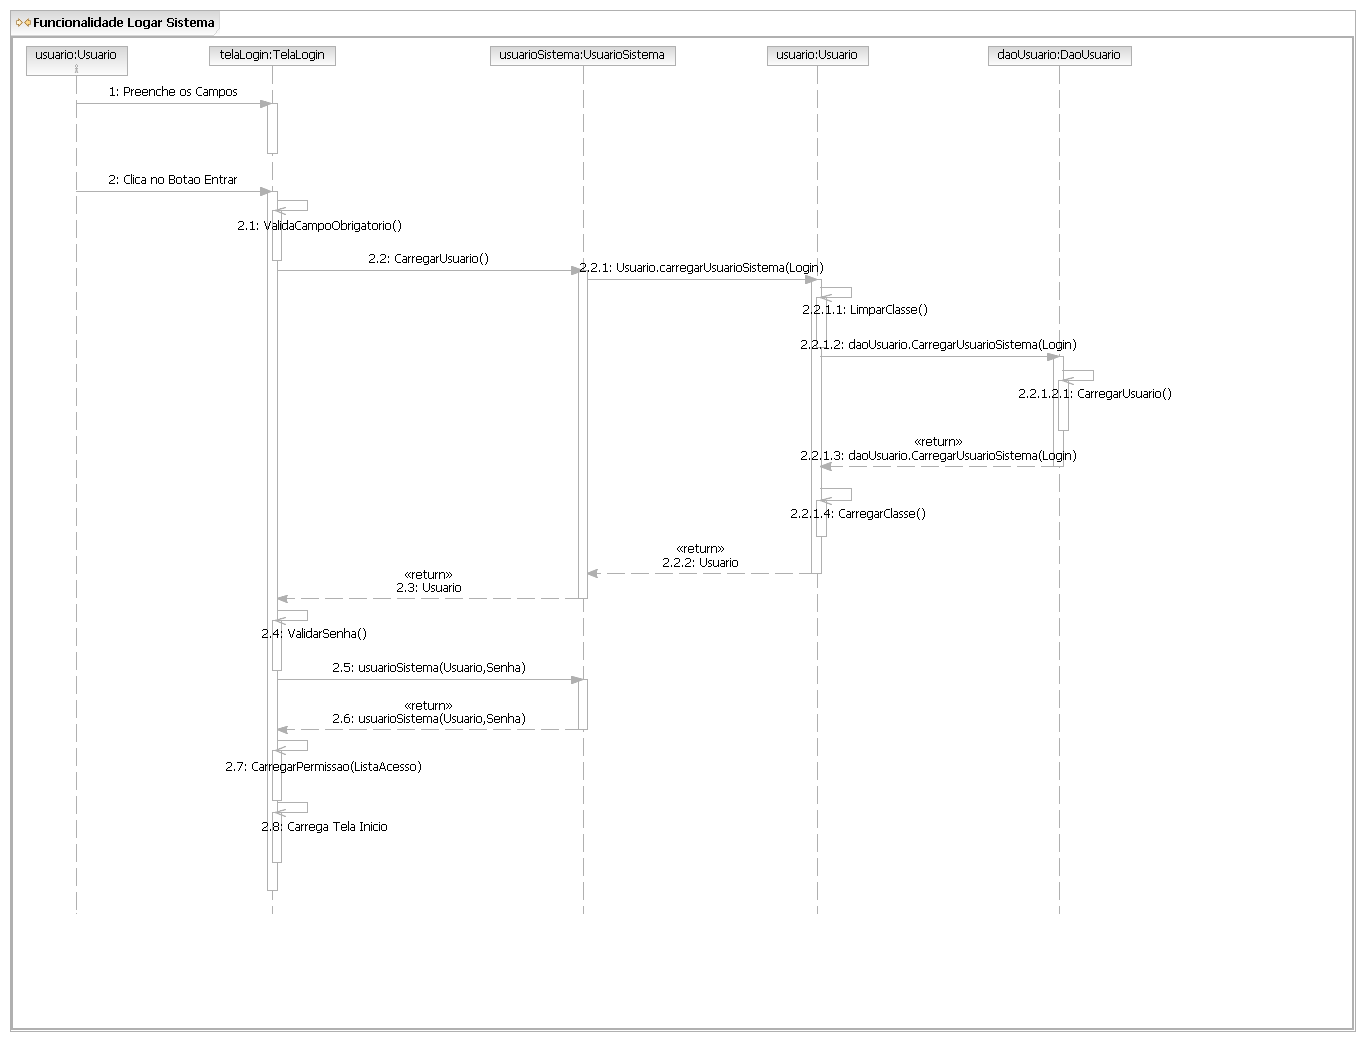 Funcionalidade Logar Sistema
usuario:Usuario
telaLogin:TelaLogin
usuarioSistema:UsuarioSistema
usuario:Usuario
daoUsuario:DaoUsuario
1: Preenche os Campos
2: Clica no Botao Entrar
2.1: ValidaCampoObrigatorio()
2.2: CarregarUsuario()
2.2.1: Usuario.carregarUsuarioSistema(Login)
2.2.1.1: LimparClasse()
2.2.1.2: daoUsuario.CarregarUsuarioSistema(Login)
2.2.1.2.1: CarregarUsuario()
«return»
2.2.1.3: daoUsuario.CarregarUsuarioSistema(Login)
2.2.1.4: CarregarClasse()
«return»
2.2.2: Usuario
«return»
2.3: Usuario
2.4: ValidarSenha()
2.5: usuarioSistema(Usuario,Senha)
«return»
2.6: usuarioSistema(Usuario,Senha)
2.7: CarregarPermissao(ListaAcesso)
2.8: Carrega Tela Inicio